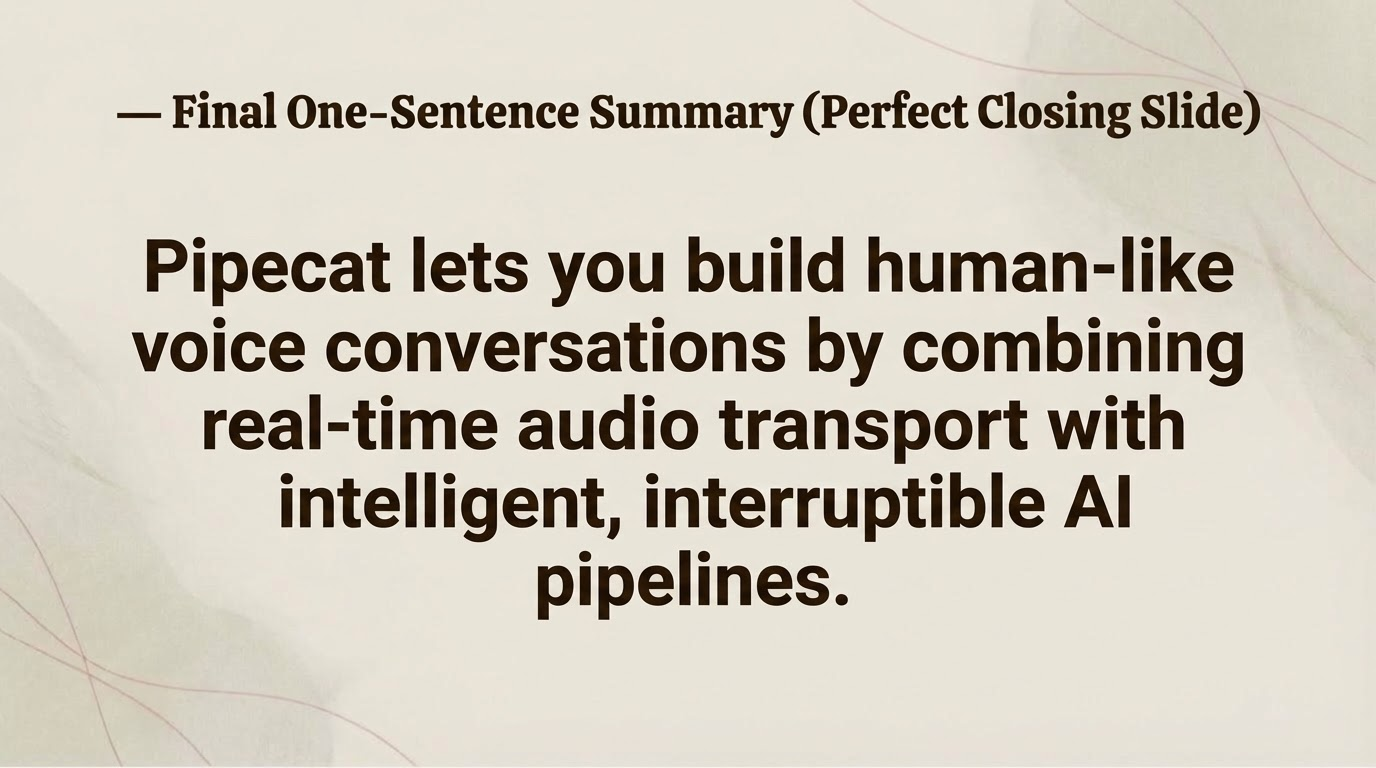 — Final One-Sentence Summary (Perfect Closing Slide)
Pipecat lets you build human-like
voice conversations by combining
real-time audio transport with
intelligent, interruptible AI
pipelines.